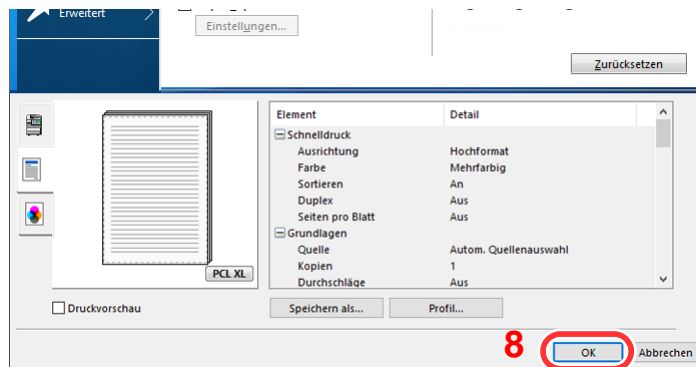 Erweitert
Einstellungen...
Zurücksetzen
Element Detail
Schnelldruck
Ausrichtung Hochformat
Farbe Mehrfarbig
Sortieren An
Duplex Aus
Seiten pro Blatt Aus
Grundlagen
Quelle Autom. Quellenauswahl
Kopien 1
Durchschläge Aus
PCL XL
Druckvorschau
Speichern als... Profil...
8 OK Abbrechen